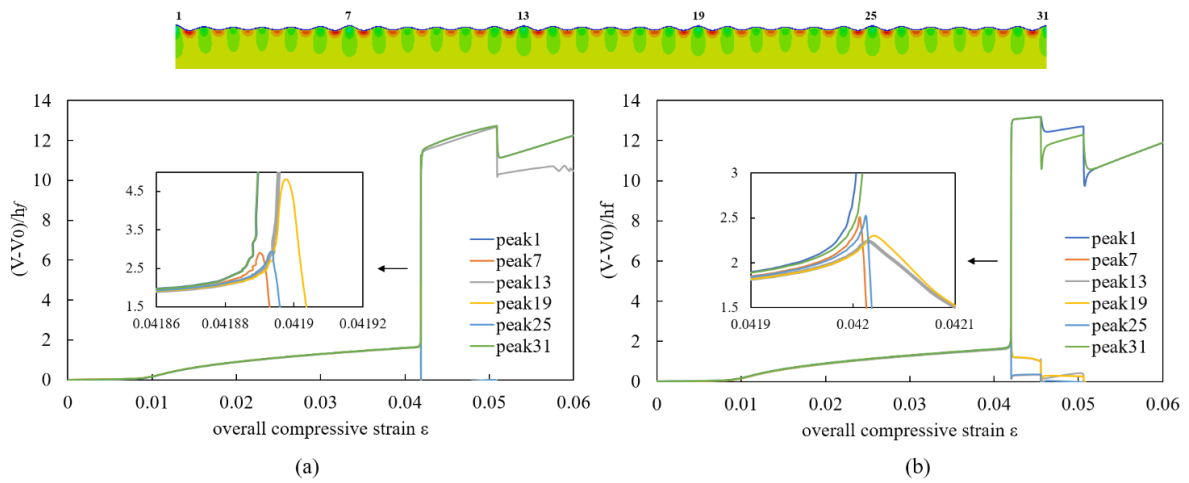 1 7 13 19 25 31
14
12
10
8
6
4
2
0
(V-V0)/hf
4.5
3.5
2.5
1.5
0.04186 0.04188 0.0419 0.04192
peak1
peak7
peak13
peak19
peak25
peak31
0 0.01 0.02 0.03 0.04 0.05 0.06
overall compressive strain ε
(a)
14
12
10
8
6
4
2
0
(V-V0)/hf
3
2.5
2
1.5
0.0419 0.042 0.0421
peak1
peak7
peak13
peak19
peak25
peak31
0 0.01 0.02 0.03 0.04 0.05 0.06
overall compressive strain ε
(b)